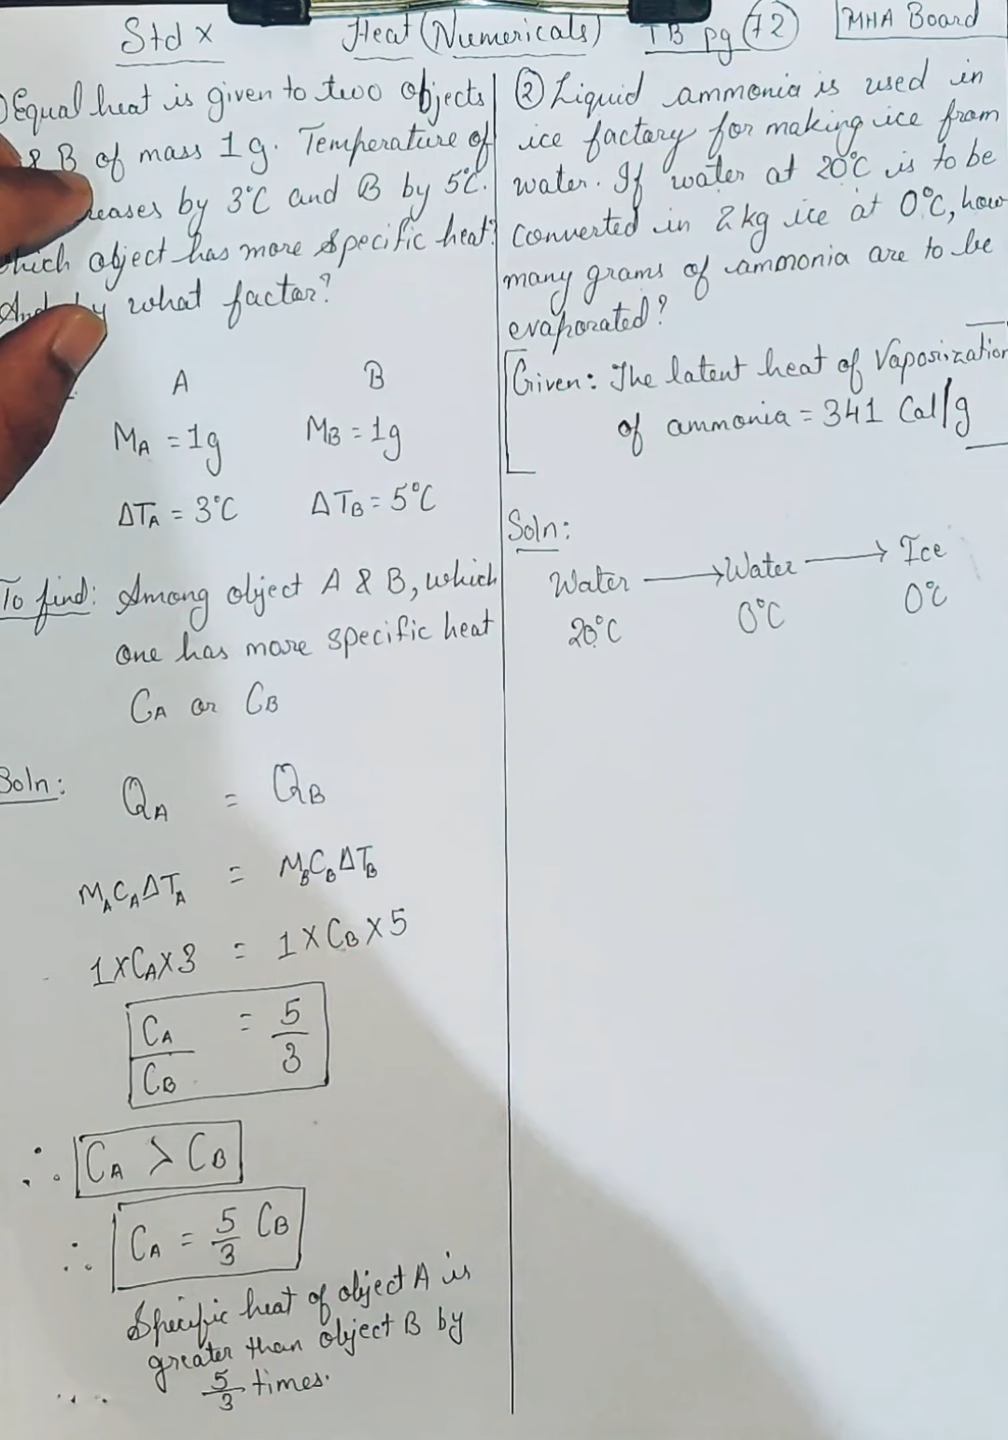 Std X Heat (Numericals) TB pg 72 MHA Board
Equal heat is given to two objects
& B of mass 1g. Temperature of
reases by 3°C and B by 5°C.
which object has more specific heat?
And by what factor?
A B
MA = 1g MB = 1g
ΔTA = 3°C ΔTB = 5°C
To find: Among object A & B, which
one has more specific heat
CA or CB
Soln: QA = QB
MACAΔTA = MBCBΔTB
1×CA×3 = 1×CB×5
CA/CB = 5/3
∴ CA > CB
∴ CA = 5/3 CB
Specific heat of object A is
greater than object B by
5/3 times.
② Liquid ammonia is used in
ice factory for making ice from
water. If water at 20°C is to be
converted in 2kg ice at 0°C, how
many grams of ammonia are to be
evaporated?
Given: The latent heat of Vaporization
of ammonia = 341 Cal/g
Soln:
Water → Water → Ice
20°C 0°C 0°C